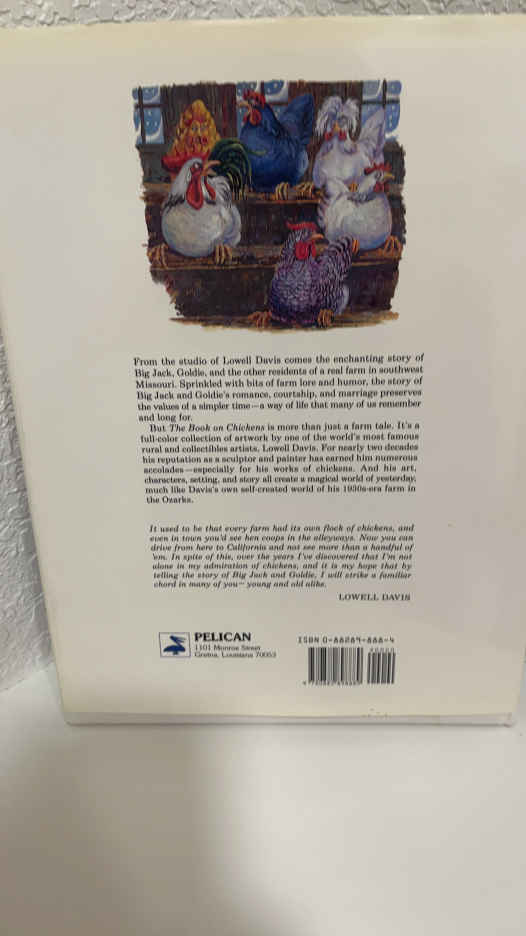 From the studio of Lowell Davis comes the enchanting story of
Big Jack, Goldie, and the other residents of a real farm in southwest
Missouri. Sprinkled with bits of farm lore and humor, the story of
Big Jack and Goldie's romance, courtship, and marriage preserves
the values of a simpler time—a way of life that many of us remember
and long for.
But The Book on Chickens is more than just a farm tale. It's a
full-color collection of artwork by one of the world's most famous
rural and collectibles artists, Lowell Davis. For nearly two decades
his reputation as a sculptor and painter has earned him numerous
accolades—especially for his works of chickens. And his art,
characters, setting, and story all create a magical world of yesterday,
much like Davis's own self-created world of his 1930s-era farm in
the Ozarks.
It used to be that every farm had its own flock of chickens, and
even in town you'd see hen coops in the alleyways. Now you can
drive from here to California and not see more than a handful of
'em. In spite of this, over the years I've discovered that I'm not
alone in my admiration of chickens, and it is my hope that by
telling the story of Big Jack and Goldie, I will strike a familiar
chord in many of you—young and old alike.
LOWELL DAVIS
PELICAN
1101 Monroe Street
Gretna, Louisiana 70053
ISBN 0-88289-888-4
90000